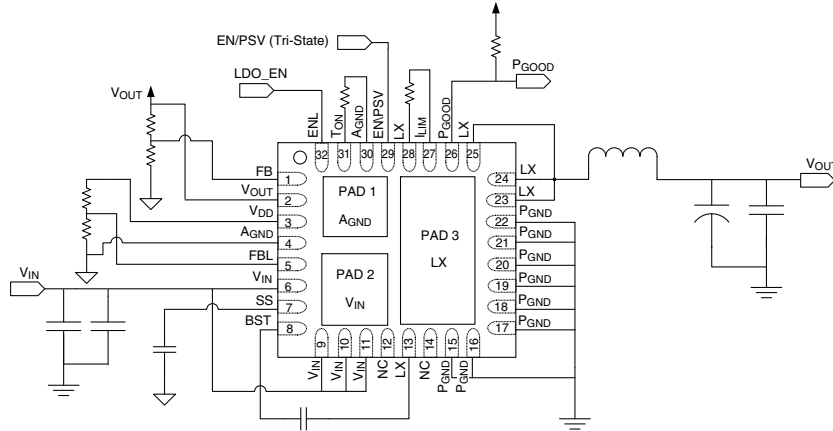 EN/PSV (Tri-State)
PGOOD
LDO_EN
VOUT
ENL
TON
AGND
EN\PSV
LX
ILIM
PGOOD
LX
32
31
30
29
28
27
26
25
FB
1
VOUT
2
VDD
3
AGND
4
FBL
5
VIN
VIN
6
SS
7
BST
8
PAD 1
AGND
PAD 2
VIN
PAD 3
LX
24
LX
23
LX
22
PGND
21
PGND
20
PGND
19
PGND
18
PGND
17
PGND
VOUT
9
10
11
12
13
14
15
16
VIN
VIN
VIN
NC
LX
NC
PGND
PGND